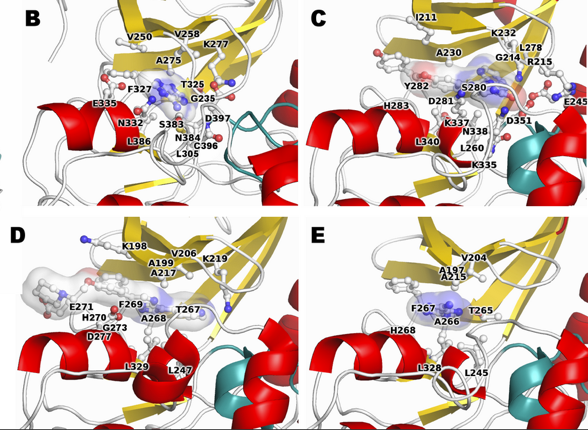 B
V250
V258
K277
A275
F327
T325
G235
E335
N332
S383
D397
L386
N384
C396
L305
C
I211
K232
A230
L278
G214
R215
Y282
S280
E245
H283
D281
K337
D351
N338
L340
L260
K335
D
K198
V206
A199
K219
A217
E271
F269
T267
H270
A268
G273
D277
L329
L247
E
V204
A197
A215
F267
T265
A266
H268
L328
L245